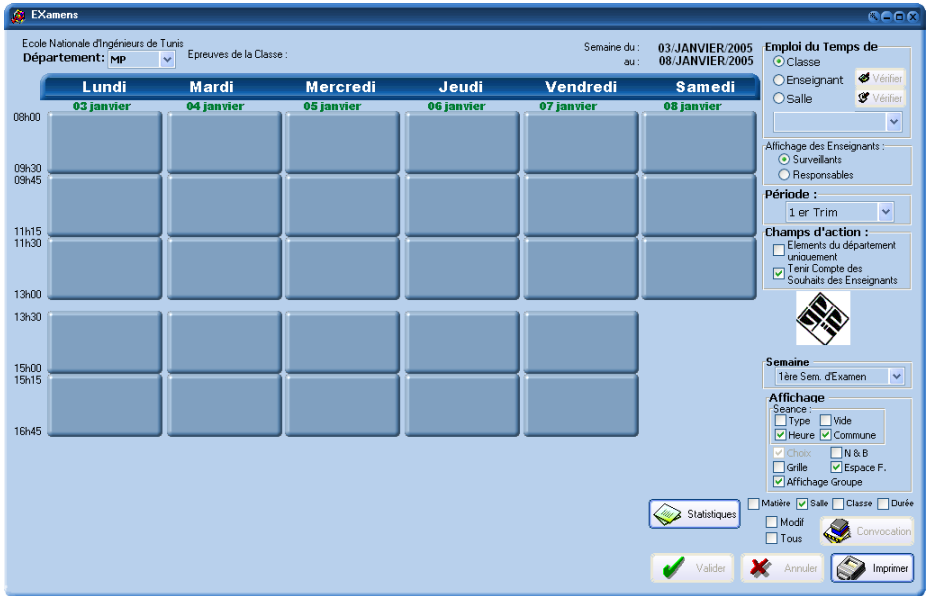 EXamens
Ecole Nationale d'Ingénieurs de Tunis
Département: MP
Epreuves de la Classe :
Semaine du : 03/JANVIER/2005
au : 08/JANVIER/2005
Lundi Mardi Mercredi Jeudi Vendredi Samedi
03 janvier 04 janvier 05 janvier 06 janvier 07 janvier 08 janvier
08h00
09h30
09h45
11h15
11h30
13h00
13h30
15h00
15h15
16h45
Emploi du Temps de
Classe
Enseignant Vérifier
Salle Vérifier
Affichage des Enseignants :
Surveillants
Responsables
Période :
1 er Trim
Champs d'action :
Elements du département
uniquement
Tenir Compte des
Souhaits des Enseignants
Semaine
1ère Sem. d'Examen
Affichage
Seance :
Type Vide
Heure Commune
Choix N & B
Grille Espace F.
Affichage Groupe
Matière Salle Classe Durée
Statistiques
Modif
Tous
Convocation
Valider Annuler Imprimer